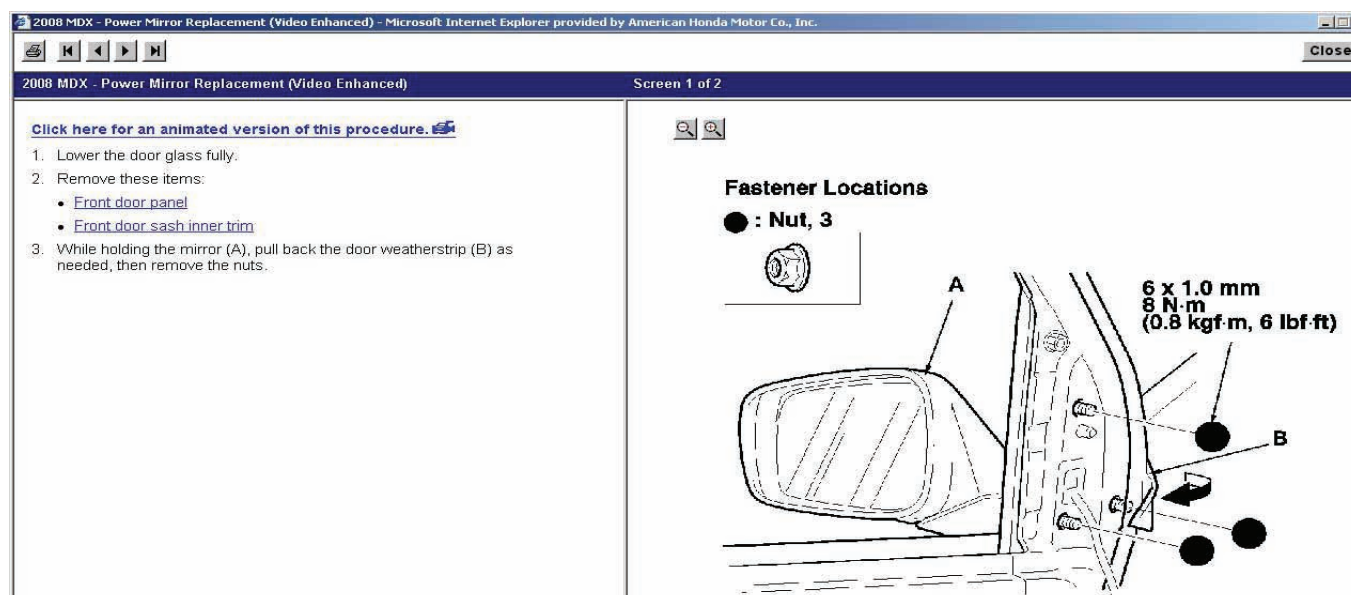 2008 MDX - Power Mirror Replacement (Video Enhanced) - Microsoft Internet Explorer provided by American Honda Motor Co., Inc.
Close
2008 MDX - Power Mirror Replacement (Video Enhanced)
Screen 1 of 2
Click here for an animated version of this procedure.
1. Lower the door glass fully.
2. Remove these items:
• Front door panel
• Front door sash inner trim
3. While holding the mirror (A), pull back the door weatherstrip (B) as
needed, then remove the nuts.
Fastener Locations
: Nut, 3
A
6 x 1.0 mm
8 N·m
(0.8 kgf·m, 6 lbf·ft)
B